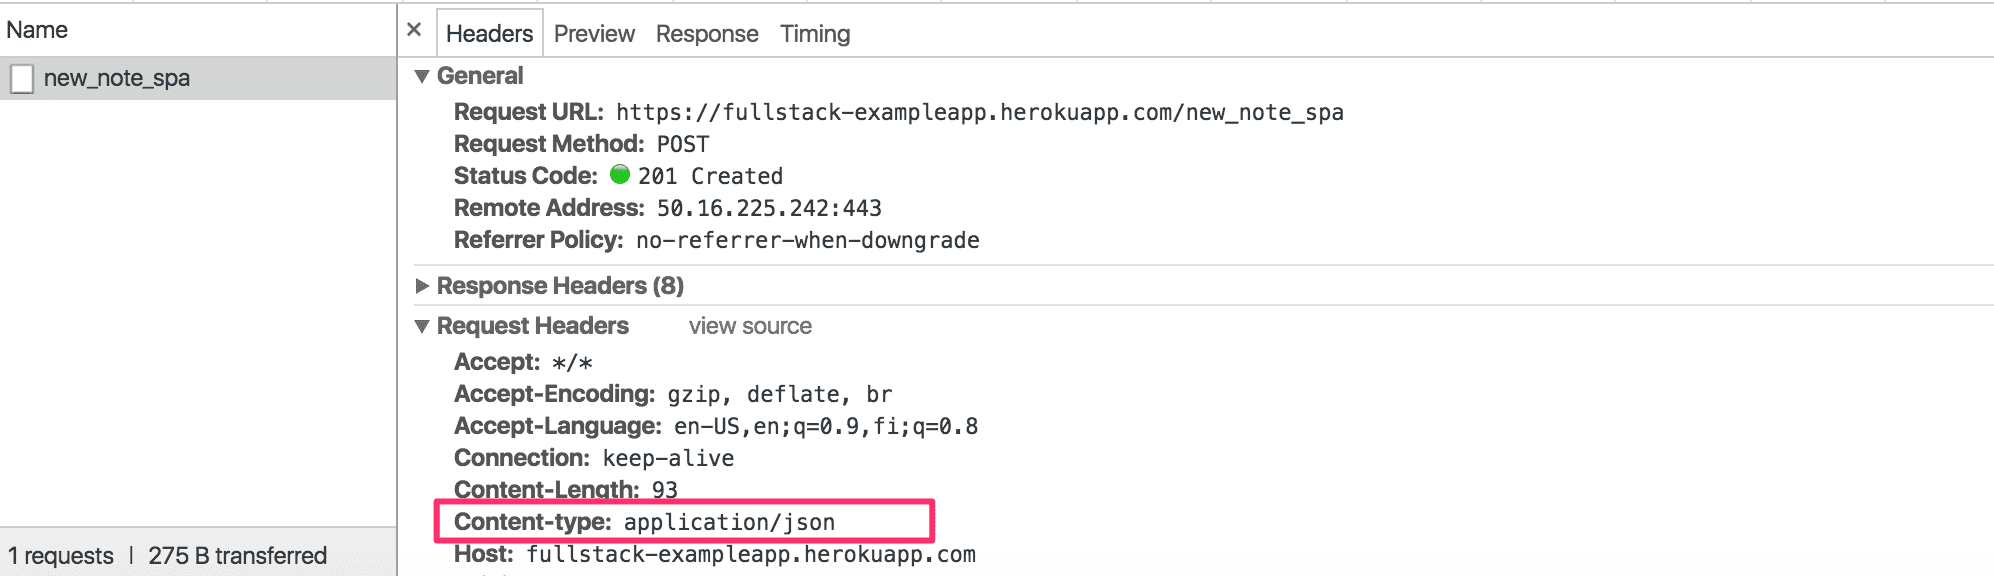 Name
new_note_spa
1 requests | 275 B transferred
× Headers Preview Response Timing
▼ General
Request URL: https://fullstack-exampleapp.herokuapp.com/new_note_spa
Request Method: POST
Status Code: 201 Created
Remote Address: 50.16.225.242:443
Referrer Policy: no-referrer-when-downgrade
▶ Response Headers (8)
▼ Request Headers view source
Accept: */*
Accept-Encoding: gzip, deflate, br
Accept-Language: en-US,en;q=0.9,fi;q=0.8
Connection: keep-alive
Content-Length: 93
Content-type: application/json
Host: fullstack-exampleapp.herokuapp.com